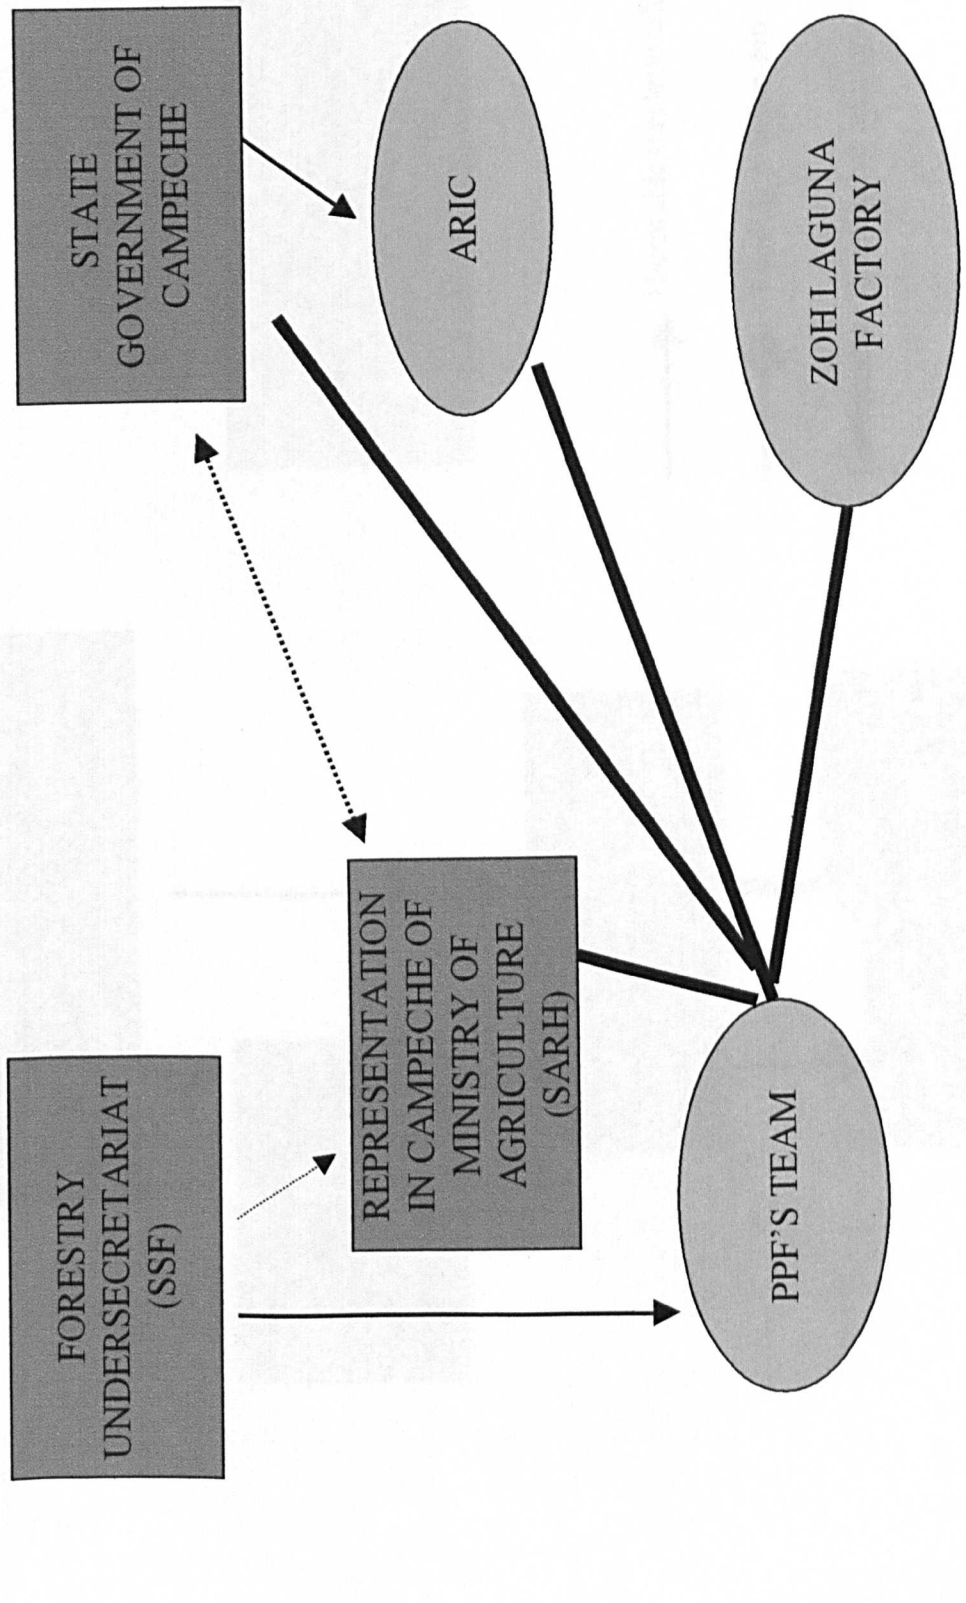 FORESTRY
UNDERSECRETARIAT
(SSF)
STATE
GOVERNMENT OF
CAMPECHE
REPRESENTATION
IN CAMPECHE OF
MINISTRY OF
AGRICULTURE
(SARH)
ARIC
PPF'S TEAM
ZOH LAGUNA
FACTORY